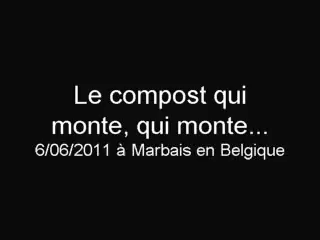 Le compost qui
monte, qui monte...
6/06/2011 à Marbais en Belgique